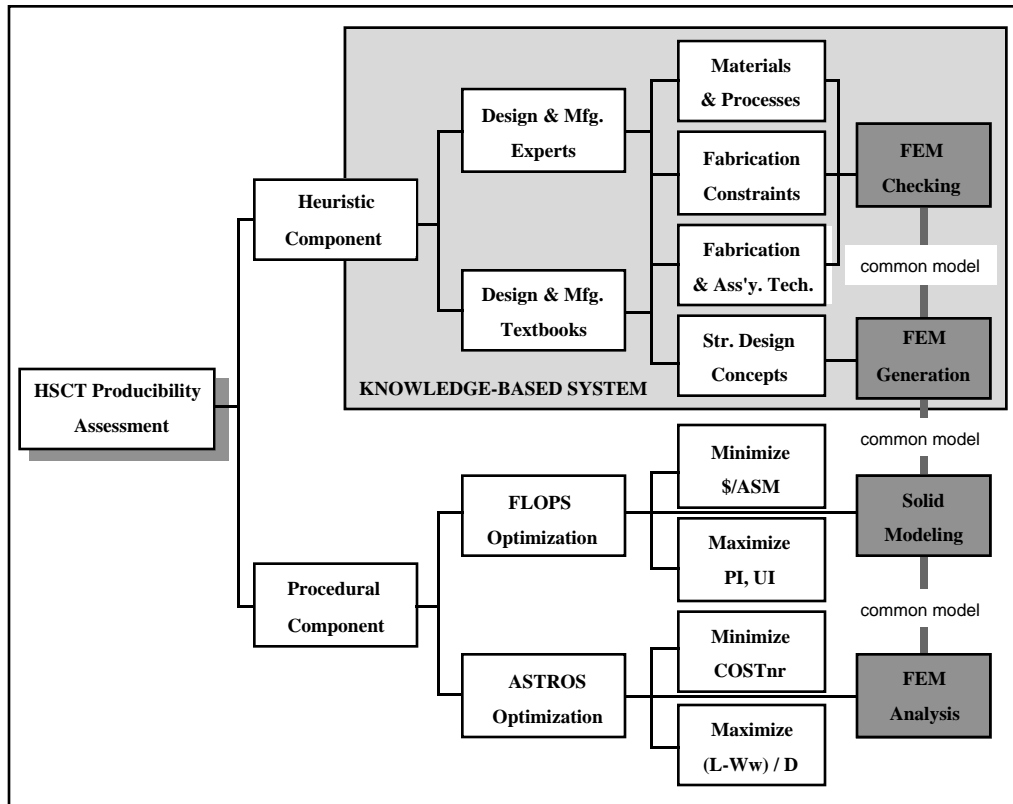 HSCT Producibility
Assessment
Heuristic
Component
Procedural
Component
Design & Mfg.
Experts
Design & Mfg.
Textbooks
KNOWLEDGE-BASED SYSTEM
FLOPS
Optimization
ASTROS
Optimization
Materials
& Processes
Fabrication
Constraints
Fabrication
& Ass'y. Tech.
Str. Design
Concepts
Minimize
$/ASM
Maximize
PI, UI
Minimize
COSTnr
Maximize
(L-Ww) / D
FEM
Checking
common model
FEM
Generation
common model
Solid
Modeling
common model
FEM
Analysis